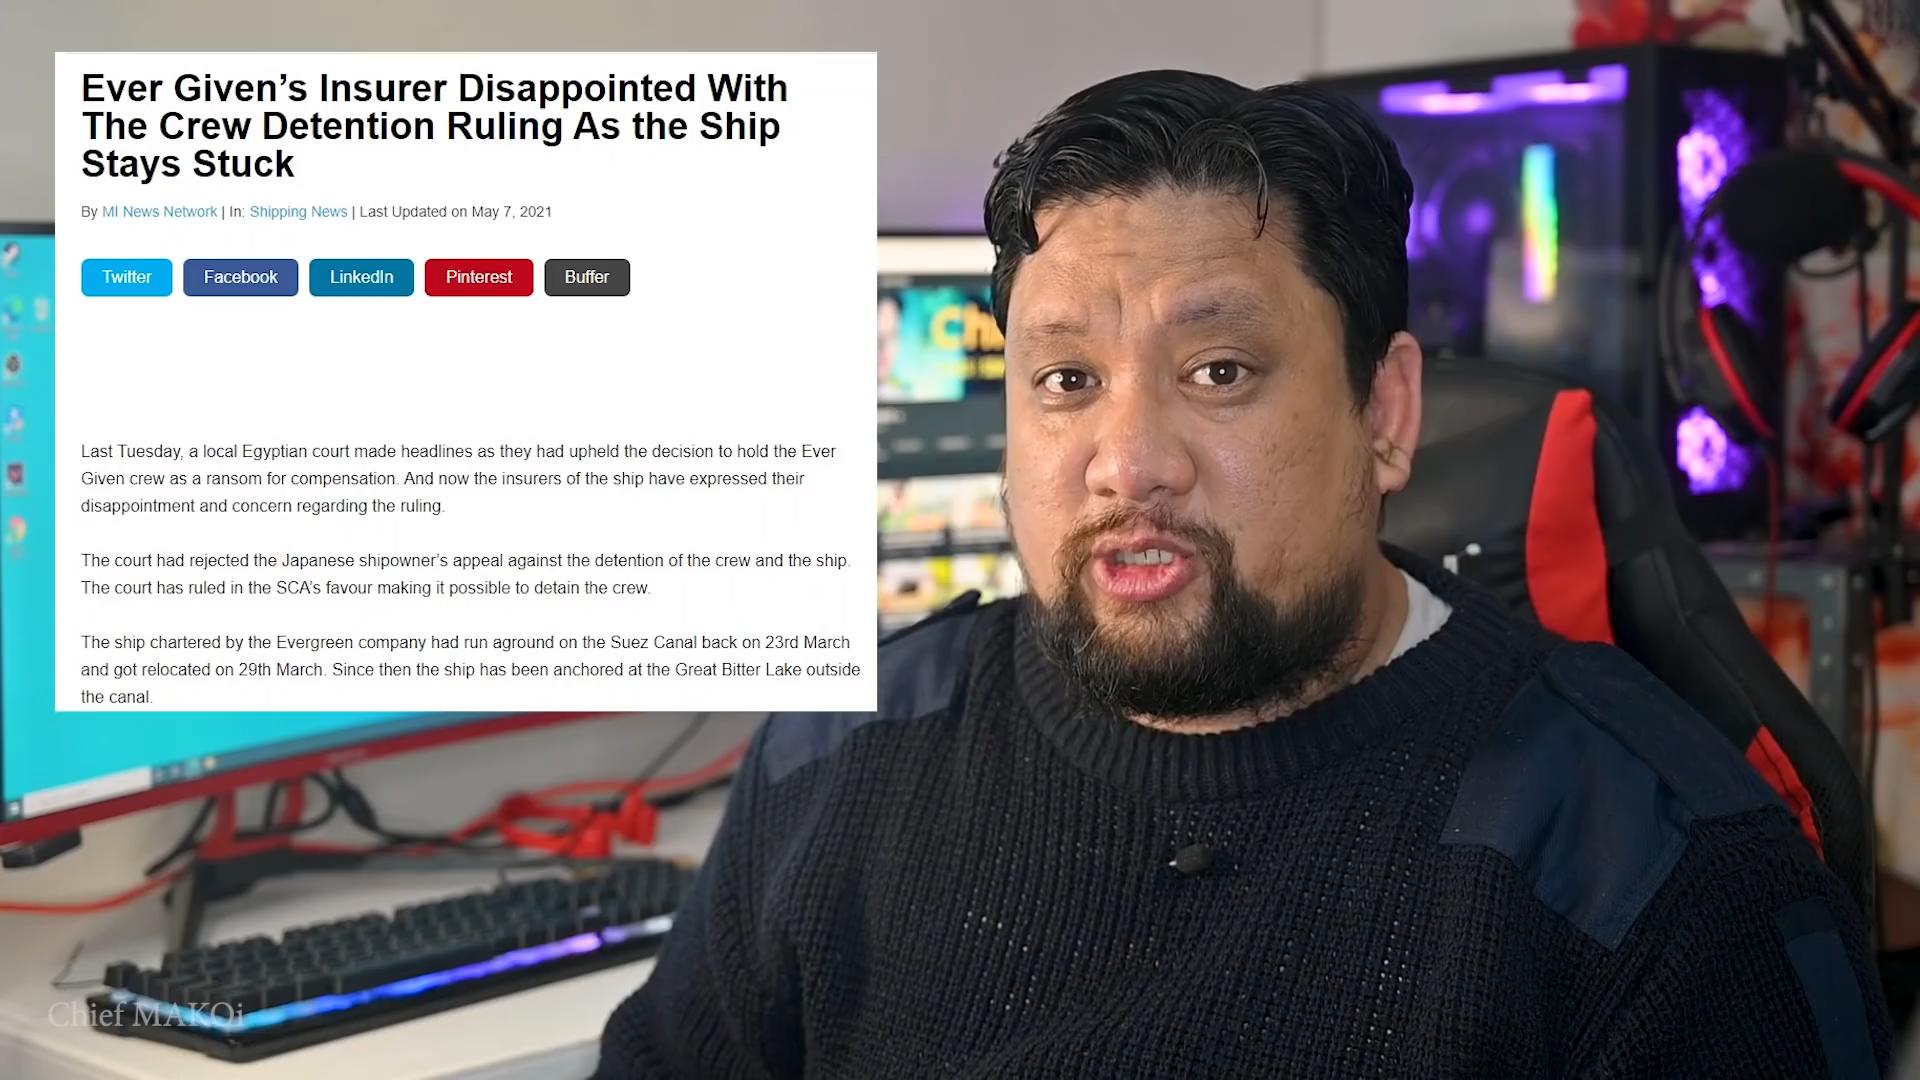 Ever Given’s Insurer Disappointed With
The Crew Detention Ruling As the Ship
Stays Stuck
By MI News Network | In: Shipping News | Last Updated on May 7, 2021
Twitter Facebook LinkedIn Pinterest Buffer
Last Tuesday, a local Egyptian court made headlines as they had upheld the decision to hold the Ever
Given crew as a ransom for compensation. And now the insurers of the ship have expressed their
disappointment and concern regarding the ruling.
The court had rejected the Japanese shipowner’s appeal against the detention of the crew and the ship.
The court has ruled in the SCA’s favour making it possible to detain the crew.
The ship chartered by the Evergreen company had run aground on the Suez Canal back on 23rd March
and got relocated on 29th March. Since then the ship has been anchored at the Great Bitter Lake outside
the canal.
Chief MAKOi